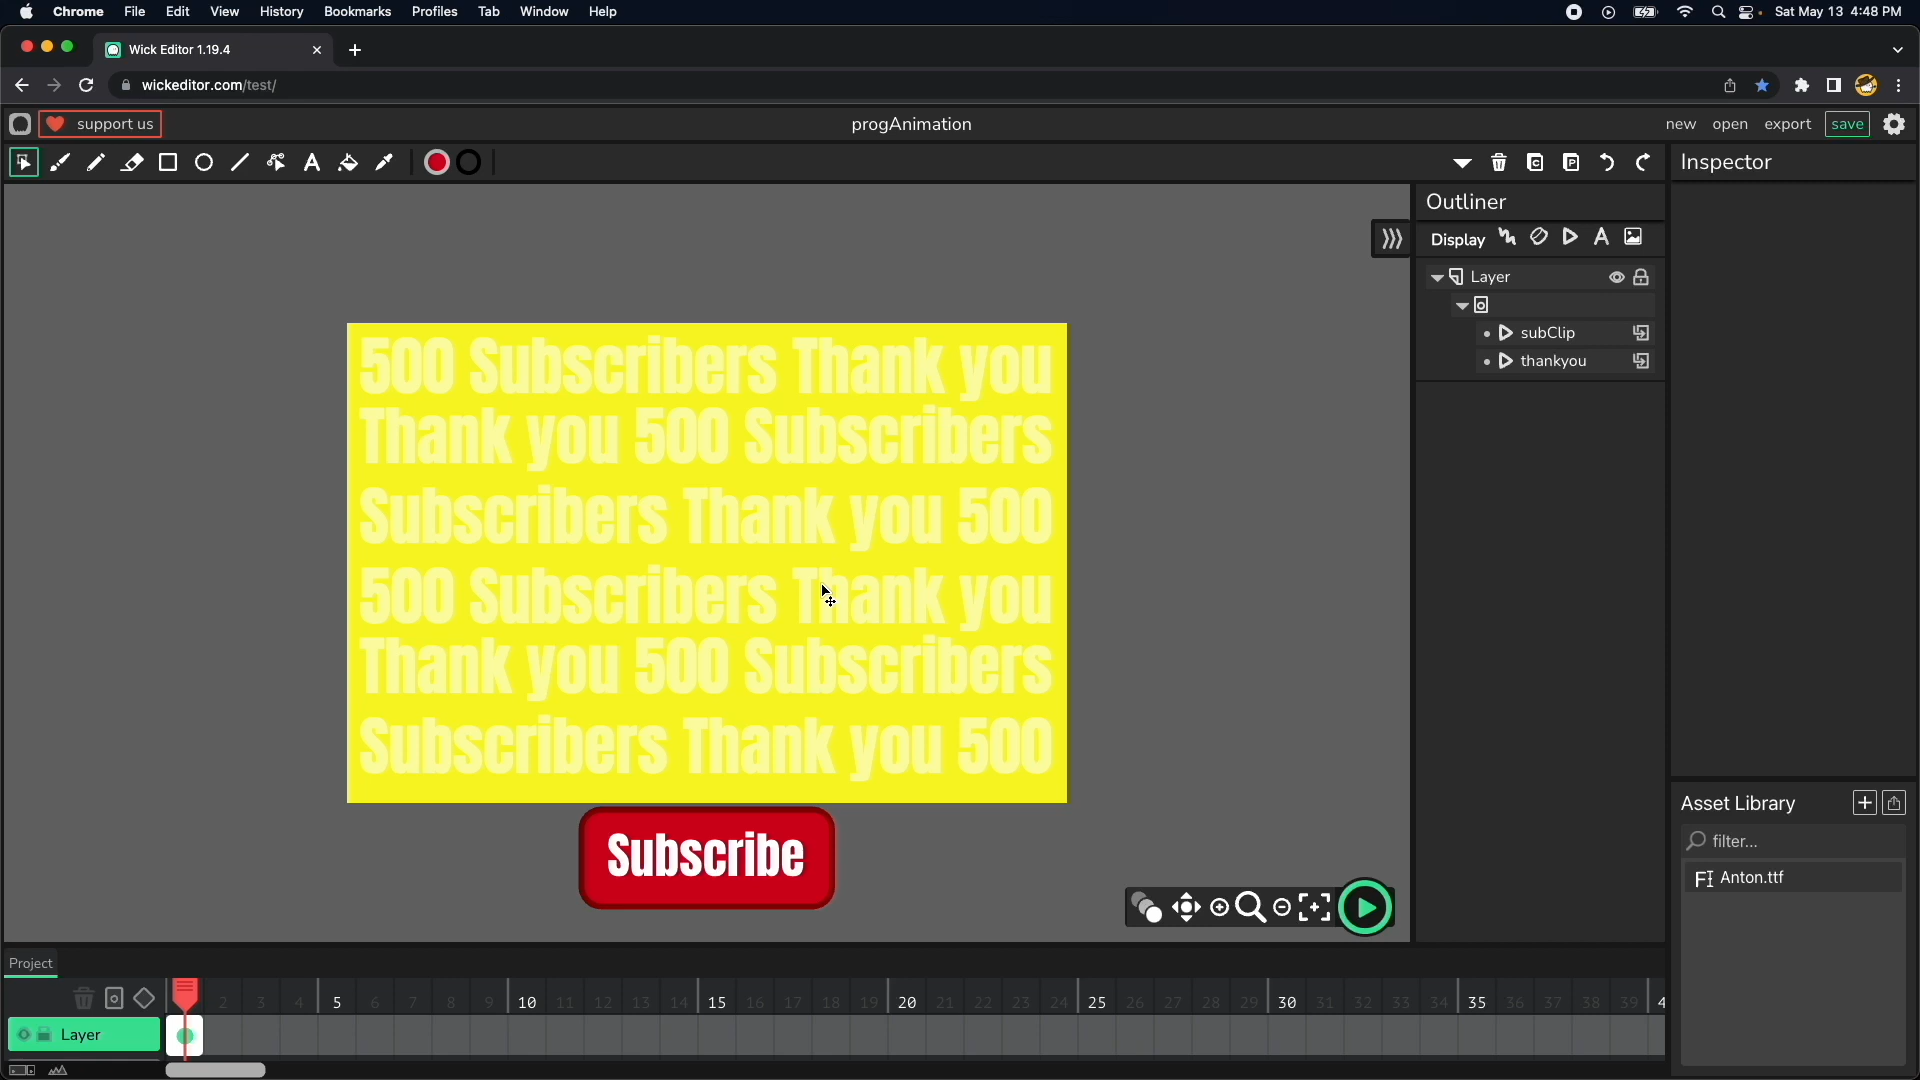 Chrome File Edit View History Bookmarks Profiles Tab Window Help Sat May 13 4:48 PM
Wick Editor 1.19.4
wickeditor.com/test/
support us progAnimation new open export save
Inspector
Outliner
Display
Layer
subClip
thankyou
500 Subscribers Thank you
Thank you 500 Subscribers
Subscribers Thank you 500
500 Subscribers Thank you
Thank you 500 Subscribers
Subscribers Thank you 500
Subscribe
Asset Library
filter...
Anton.ttf
Project
2 3 4 5 6 7 8 9 10 11 12 13 14 15 16 17 18 19 20 21 22 23 24 25 26 27 28 29 30 31 32 33 34 35 36 37 38 39 4
Layer